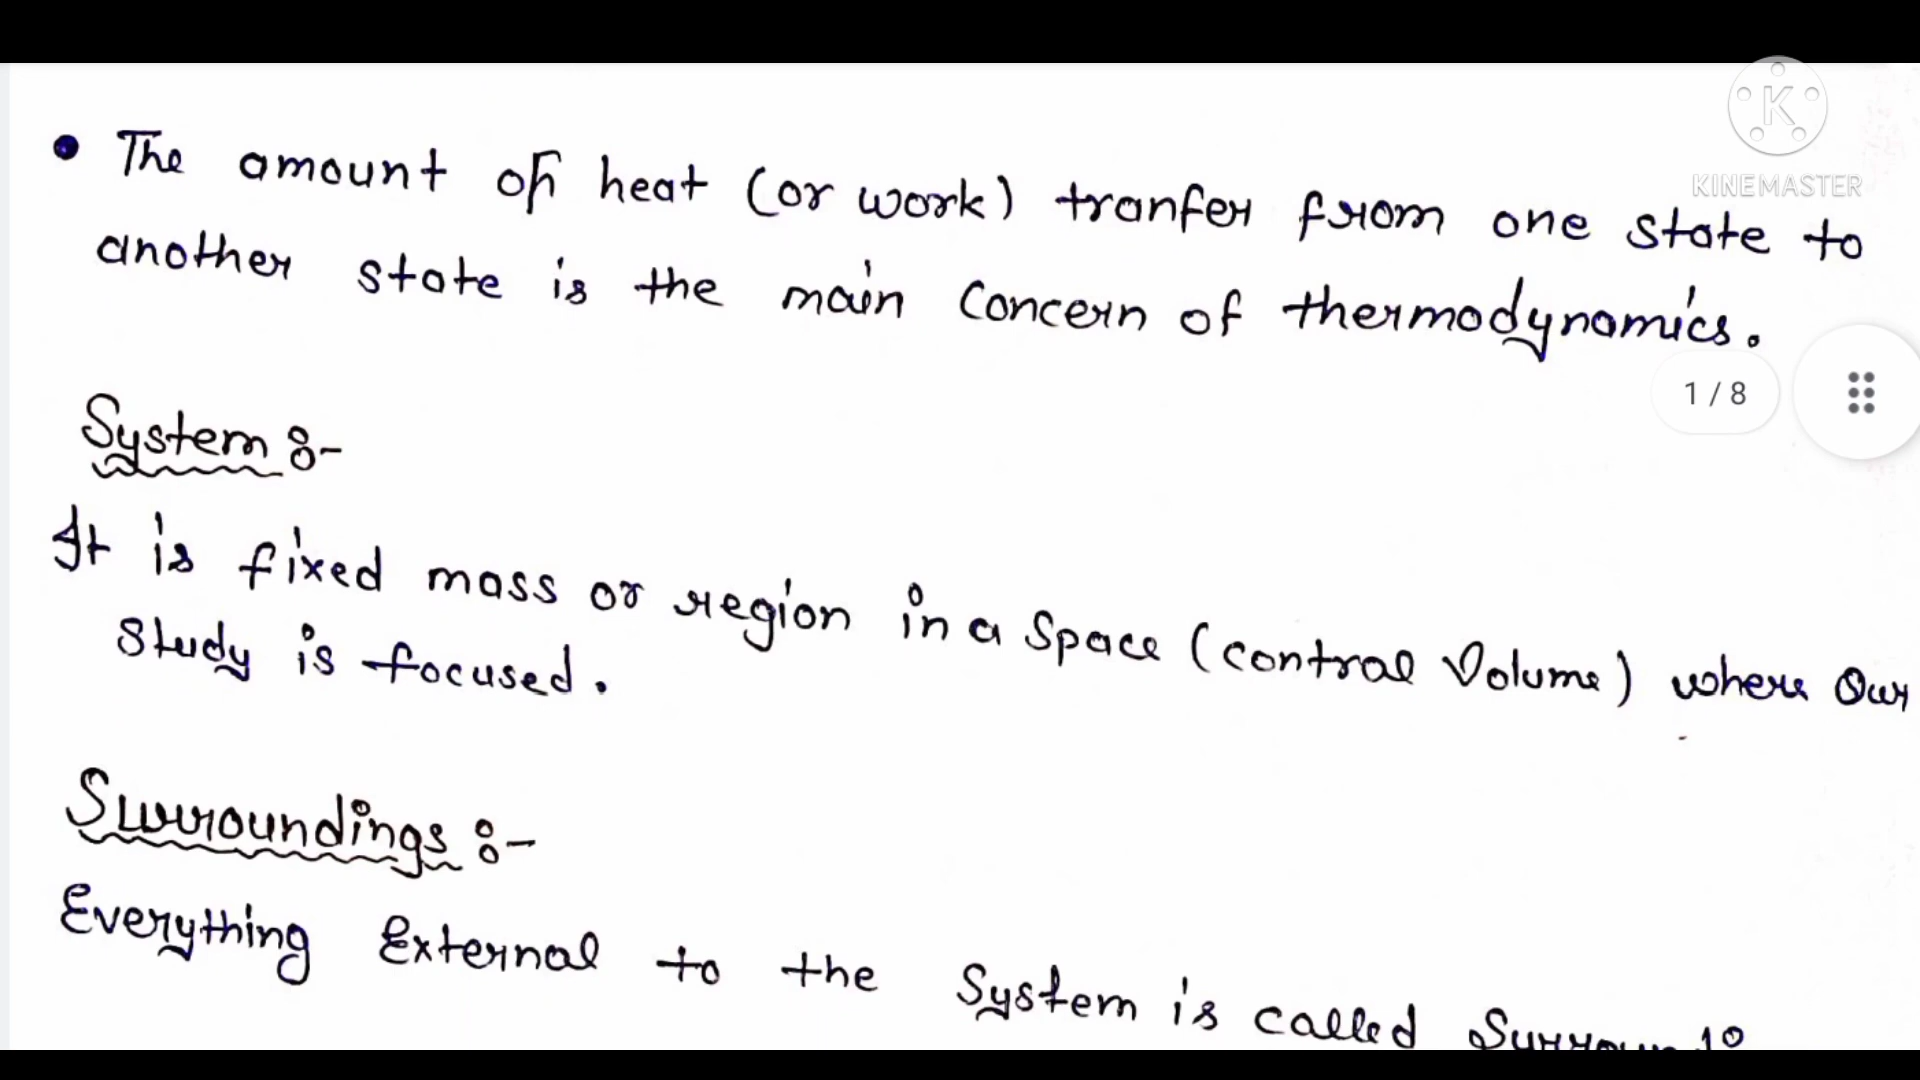 • The amount of heat (or work) tranfer from one state to
another state is the main concern of thermodynamics.
System :-
It is fixed mass or region in a space (control volume) where our
study is focused.
Surroundings :-
Everything External to the System is called
K
KINEMASTER
1 / 8